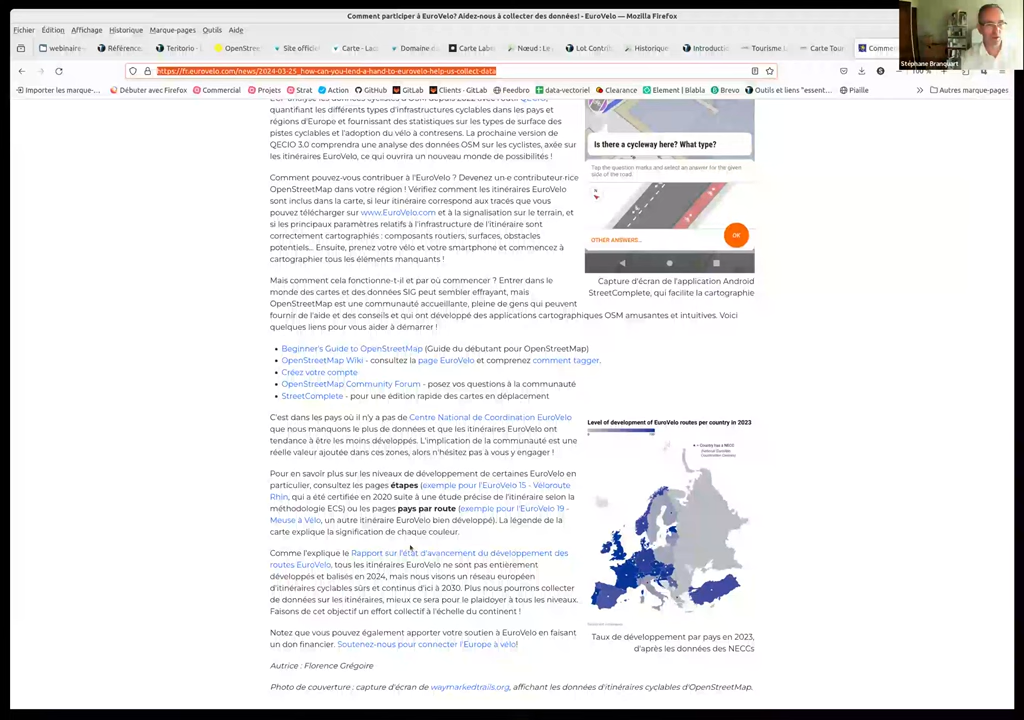 Comment participer à EuroVelo? Aidez-nous à collecter des données! - EuroVelo — Mozilla Firefox
Fichier Édition Affichage Historique Marque-pages Outils Aide
webinaire- Référence. Territorio - OpenStree Site officie Carte - Lac Domaine d Carte Lab Nœud : Le Lot Contrib Historique Introduc Tourisme Carte Tour Comme
Stéphane Branquart
https://fr.eurovelo.com/news/2024-03-25_how-can-you-lend-a-hand-to-eurovelo-help-us-collect-data
100 %
Importer les marque-... Débuter avec Firefox Commercial Projets Strat Action GitHub GitLab Clients - GitLab Feedbro data-vectoriel Clearance Element | Blabla Brevo Outils et liens "essent... Piaille Autres marque-pages
quantifiant les différents types d'infrastructures cyclables dans les pays et
régions d'Europe et fournissant des statistiques sur les types de surface des
pistes cyclables et l'adoption du vélo à contresens. La prochaine version de
QECIO 3.0 comprendra une analyse des données OSM sur les cyclistes, axée sur
les itinéraires EuroVelo, ce qui ouvrira un nouveau monde de possibilités !
Is there a cycleway here? What type?
Tap the question marks and select an answer for the given
side of the road.
OTHER ANSWERS...
OK
Comment pouvez-vous contribuer à l'EuroVelo ? Devenez un·e contributeur·rice
OpenStreetMap dans votre région ! Vérifiez comment les itinéraires EuroVelo
sont inclus dans la carte, si leur itinéraire correspond aux tracés que vous
pouvez télécharger sur www.EuroVelo.com et à la signalisation sur le terrain, et
si les principaux paramètres relatifs à l'infrastructure de l'itinéraire sont
correctement cartographiés : composants routiers, surfaces, obstacles
potentiels... Ensuite, prenez votre vélo et votre smartphone et commencez à
cartographier tous les éléments manquants !
Capture d'écran de l'application Android
StreetComplete, qui facilite la cartographie
Mais comment cela fonctionne-t-il et par où commencer ? Entrer dans le
monde des cartes et des données SIG peut sembler effrayant, mais
OpenStreetMap est une communauté accueillante, pleine de gens qui peuvent
fournir de l'aide et des conseils et qui ont développé des applications cartographiques OSM amusantes et intuitives. Voici
quelques liens pour vous aider à démarrer !
• Beginner's Guide to OpenStreetMap (Guide du débutant pour OpenStreetMap)
• OpenStreetMap Wiki - consultez la page EuroVelo et comprenez comment tagger.
• Créez votre compte
• OpenStreetMap Community Forum - posez vos questions à la communauté
• StreetComplete - pour une édition rapide des cartes en déplacement
C'est dans les pays où il n'y a pas de Centre National de Coordination EuroVelo
que nous manquons le plus de données et que les itinéraires EuroVelo ont
tendance à être les moins développés. L'implication de la communauté est une
réelle valeur ajoutée dans ces zones, alors n'hésitez pas à vous y engager !
Level of development of EuroVelo routes per country in 2023
Pour en savoir plus sur les niveaux de développement de certaines EuroVelo en
particulier, consultez les pages étapes (exemple pour l'EuroVelo 15 - Véloroute
Rhin, qui a été certifiée en 2020 suite à une étude précise de l'itinéraire selon la
méthodologie ECS) ou les pages pays par route (exemple pour l'EuroVelo 19 -
Meuse à Vélo, un autre itinéraire EuroVelo bien développé). La légende de la
carte explique la signification de chaque couleur.
Comme l'explique le Rapport sur l'état d'avancement du développement des
routes EuroVelo, tous les itinéraires EuroVelo ne sont pas entièrement
développés et balisés en 2024, mais nous visons un réseau européen
d'itinéraires cyclables sûrs et continus d'ici à 2030. Plus nous pourrons collecter
de données sur les itinéraires, mieux ce sera pour le plaidoyer à tous les niveaux.
Faisons de cet objectif un effort collectif à l'échelle du continent !
Taux de développement par pays en 2023,
d'après les données des NECCs
Notez que vous pouvez également apporter votre soutien à EuroVelo en faisant
un don financier. Soutenez-nous pour connecter l'Europe à vélo!
Autrice : Florence Grégoire
Photo de couverture : capture d'écran de waymarkedtrails.org, affichant les données d'itinéraires cyclables d'OpenStreetMap.